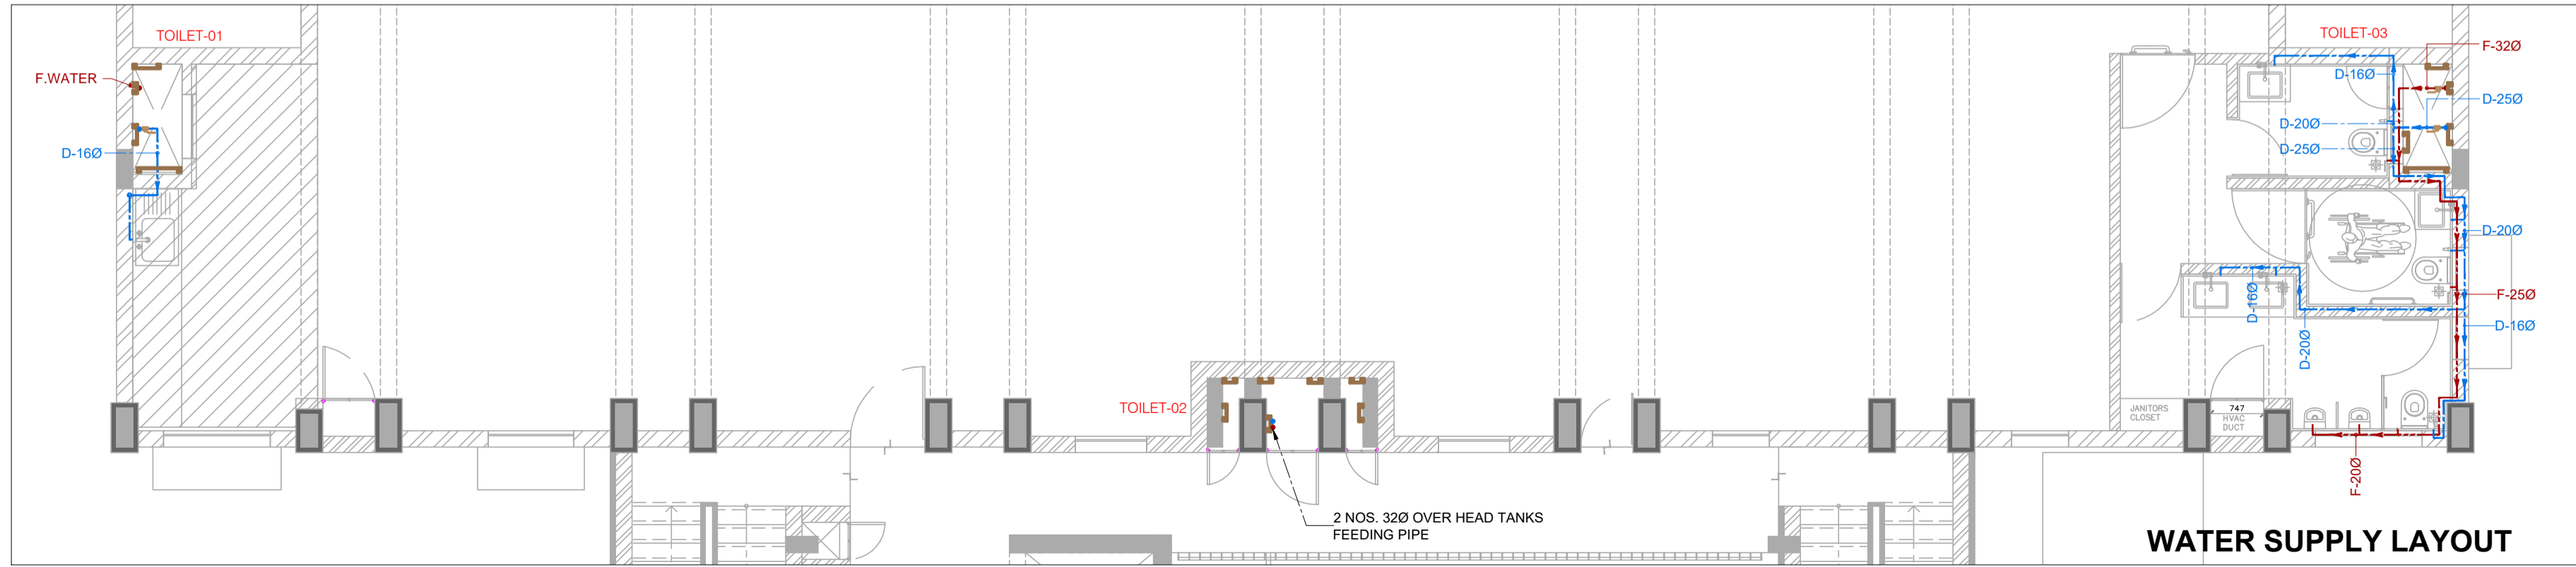 TOILET-01
F.WATER
D-16Ø
TOILET-02
2 NOS. 32Ø OVER HEAD TANKS
FEEDING PIPE
TOILET-03
F-32Ø
D-16Ø
D-25Ø
D-20Ø
D-25Ø
D-20Ø
F-25Ø
D-16Ø
D-16Ø
D-20Ø
JANITORS
CLOSET
747
HVAC
DUCT
F-20Ø
WATER SUPPLY LAYOUT